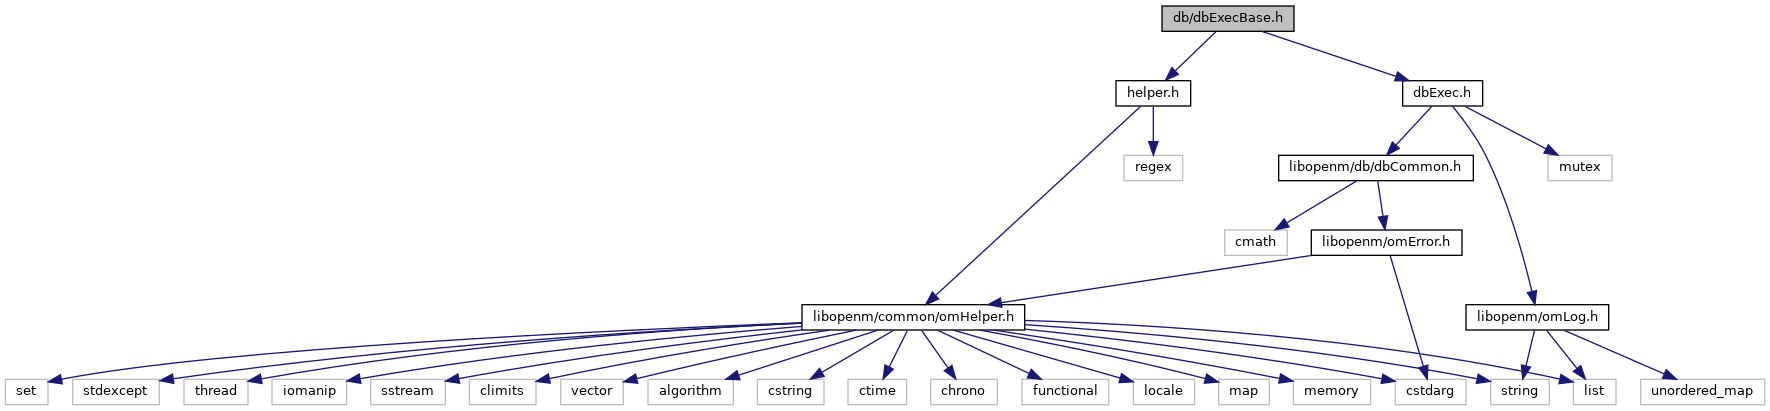 db/dbExecBase.h
helper.h
dbExec.h
regex
libopenm/db/dbCommon.h
mutex
cmath
libopenm/omError.h
libopenm/common/omHelper.h
libopenm/omLog.h
set
stdexcept
thread
iomanip
sstream
climits
vector
algorithm
cstring
ctime
chrono
functional
locale
map
memory
cstdarg
string
list
unordered_map